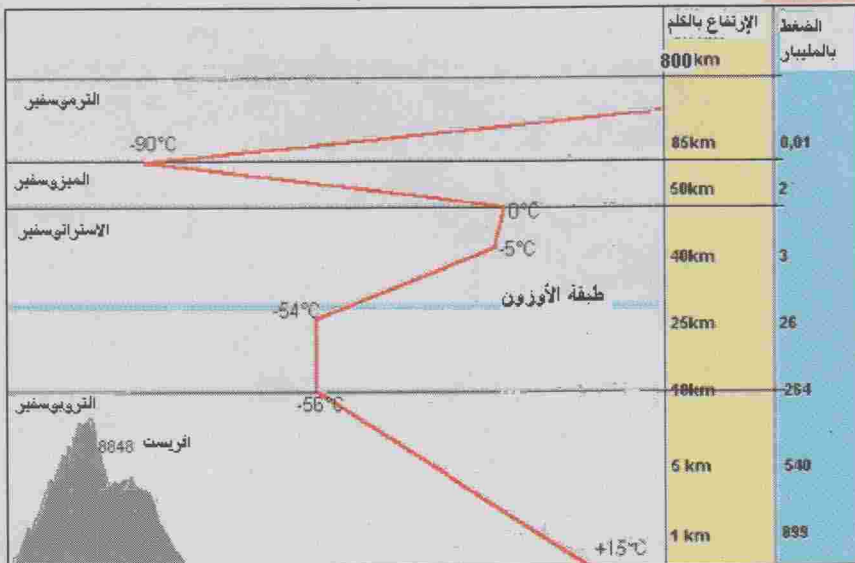 الضغط
بالمليبار
الإرتفاع بالكلم
800km
الترموسفير
-90°C
85km
0,01
الميزوسفير
50km
2
0°C
الاستراتوسفير
-5°C
40km
3
طبقة الأوزون
-54°C
25km
26
-56°C
10km
264
التروبوسفير
افريست 8848
5 km
540
+15°C
1 km
899